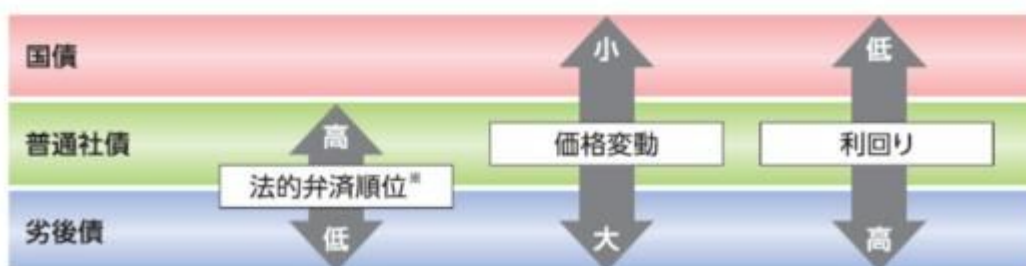 国債
小
低
普通社債
高
価格変動
利回り
法的弁済順位※
劣後債
低
大
高